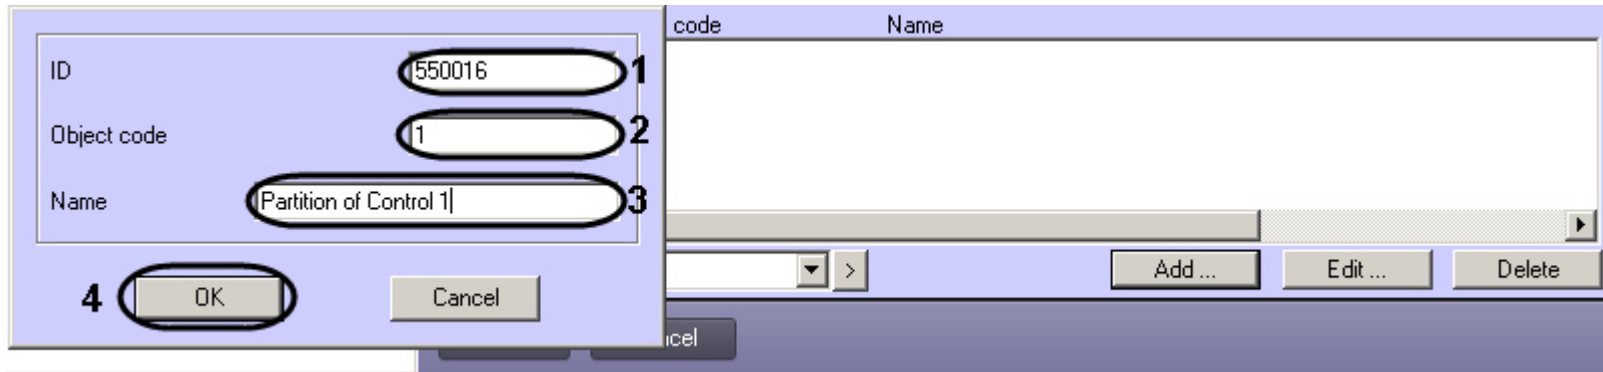 code Name
ID 550016 1
Object code 1 2
Name Partition of Control 1 3
4 OK Cancel
> Add ... Edit ... Delete